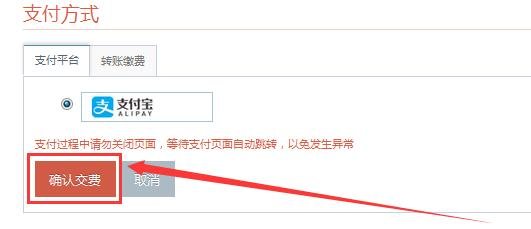 支付方式
支付平台 转账缴费
支付宝
ALIPAY
支付过程中请勿关闭页面，等待支付页面自动跳转，以免发生异常
确认交费 取消